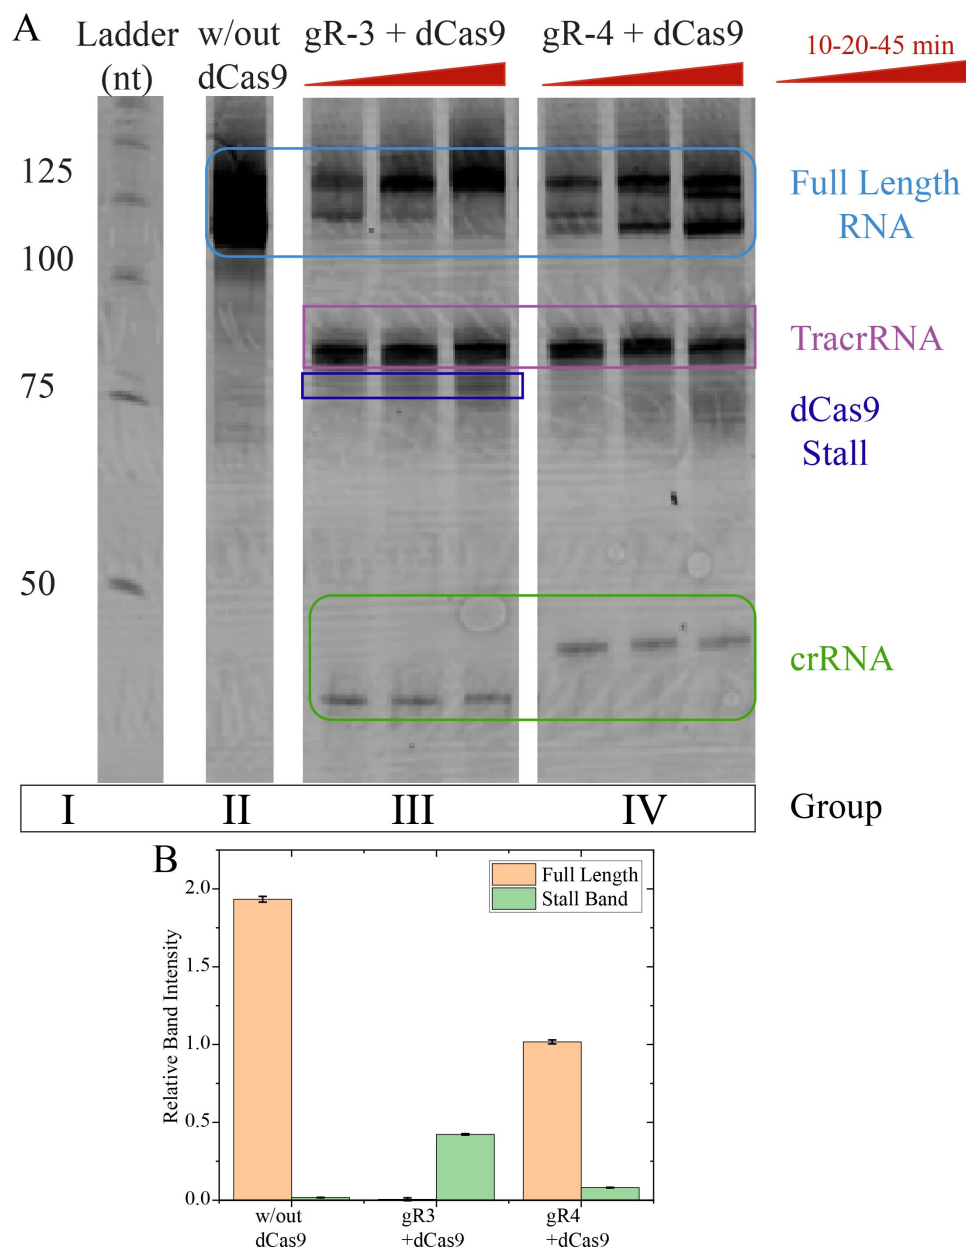 A
Ladder
(nt)
w/out
dCas9
gR-3 + dCas9
gR-4 + dCas9
10-20-45 min
125
100
75
50
Full Length
RNA
TracrRNA
dCas9
Stall
crRNA
I II III IV Group
B
Full Length
Stall Band
Relative Band Intensity
2.0
1.5
1.0
0.5
0.0
w/out
dCas9
gR3
+dCas9
gR4
+dCas9